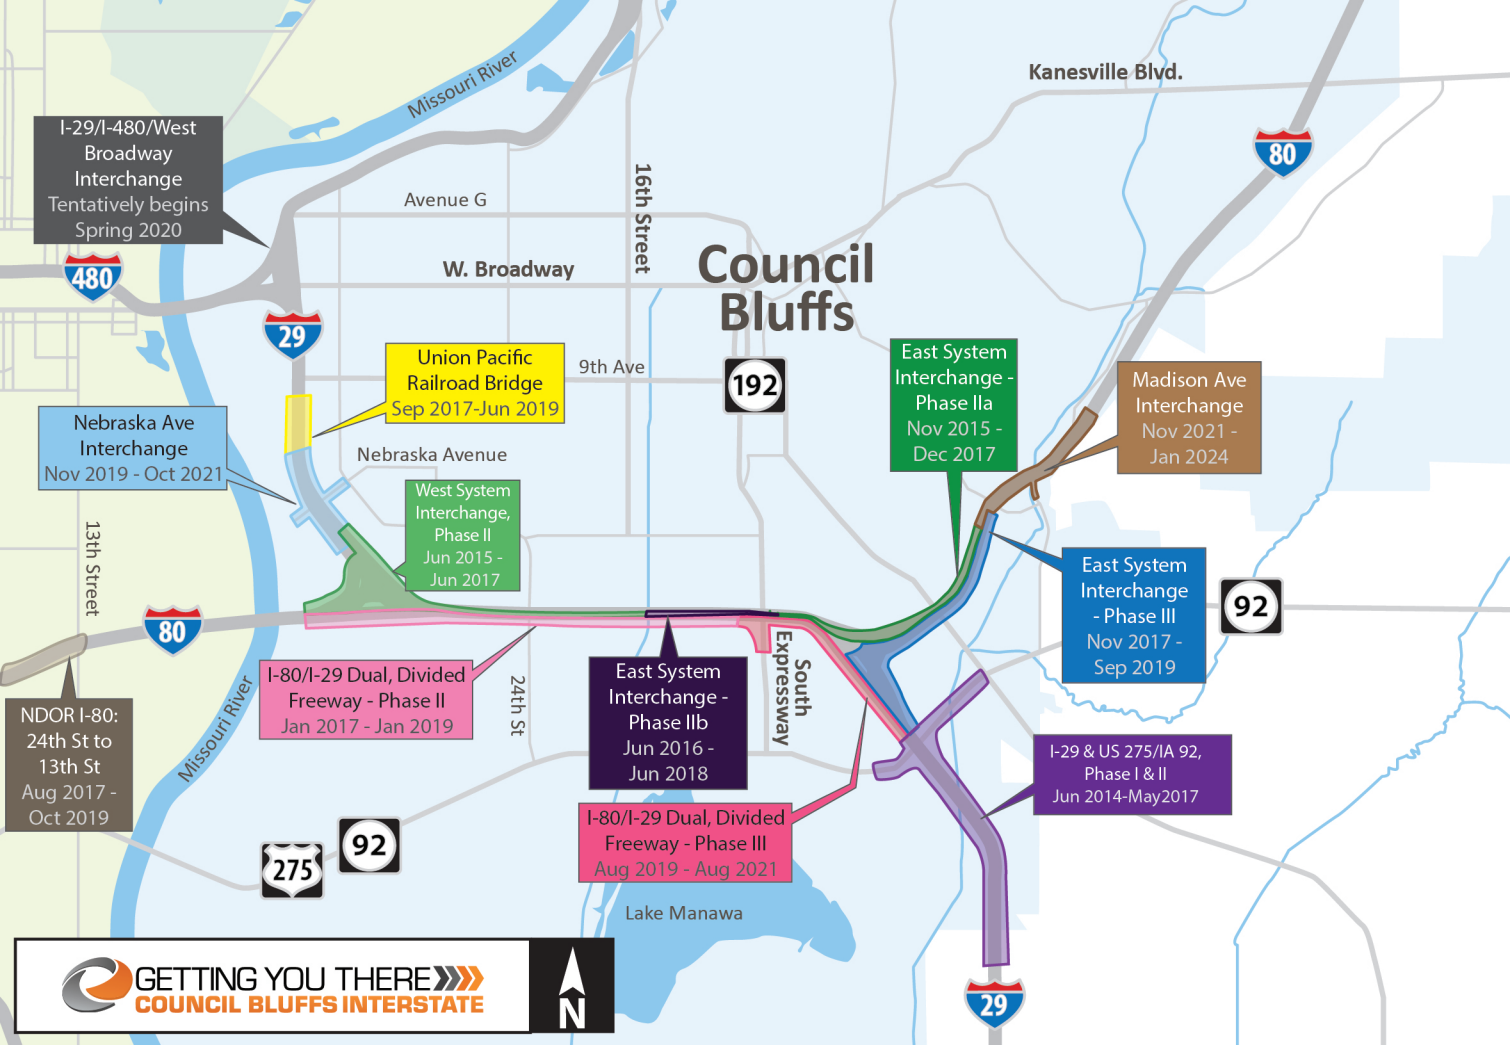 Missouri River
Kanesville Blvd.
I-29/I-480/West
Broadway
Interchange
Tentatively begins
Spring 2020
80
16th Street
Avenue G
480
W. Broadway
Council
Bluffs
29
Union Pacific
Railroad Bridge
Sep 2017-Jun 2019
9th Ave
192
East System
Interchange -
Phase IIa
Nov 2015 -
Dec 2017
Madison Ave
Interchange
Nov 2021 -
Jan 2024
Nebraska Ave
Interchange
Nov 2019 - Oct 2021
Nebraska Avenue
West System
Interchange,
Phase II
Jun 2015 -
Jun 2017
13th Street
80
East System
Interchange
- Phase III
Nov 2017 -
Sep 2019
92
I-80/I-29 Dual, Divided
Freeway - Phase II
Jan 2017 - Jan 2019
24th St
East System
Interchange -
Phase IIb
Jun 2016 -
Jun 2018
South
Expressway
Missouri River
NDOR I-80:
24th St to
13th St
Aug 2017 -
Oct 2019
I-29 & US 275/IA 92,
Phase I & II
Jun 2014-May2017
I-80/I-29 Dual, Divided
Freeway - Phase III
Aug 2019 - Aug 2021
275
92
Lake Manawa
GETTING YOU THERE
COUNCIL BLUFFS INTERSTATE
N
29